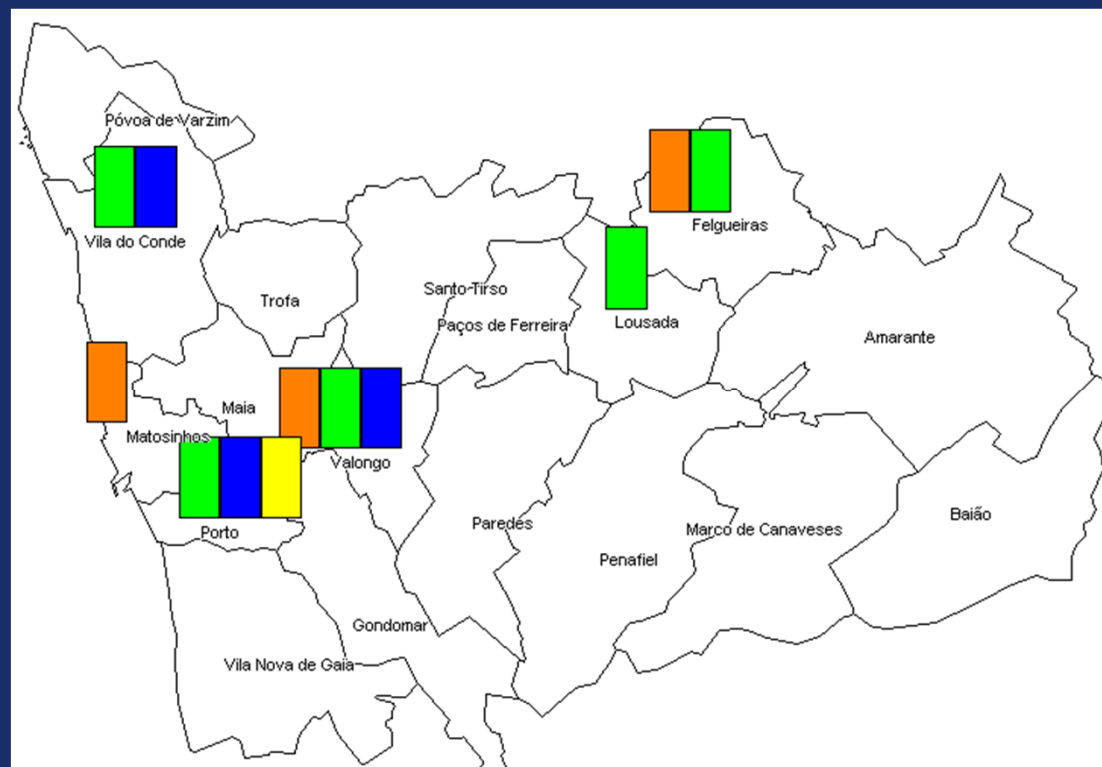 Póvoa de Varzim
Vila do Conde
Felgueiras
Santo Tirso
Trofa
Paços de Ferreira
Lousada
Amarante
Maia
Matosinhos
Valongo
Porto
Paredes
Marco de Canaveses
Baião
Penafiel
Gondomar
Vila Nova de Gaia